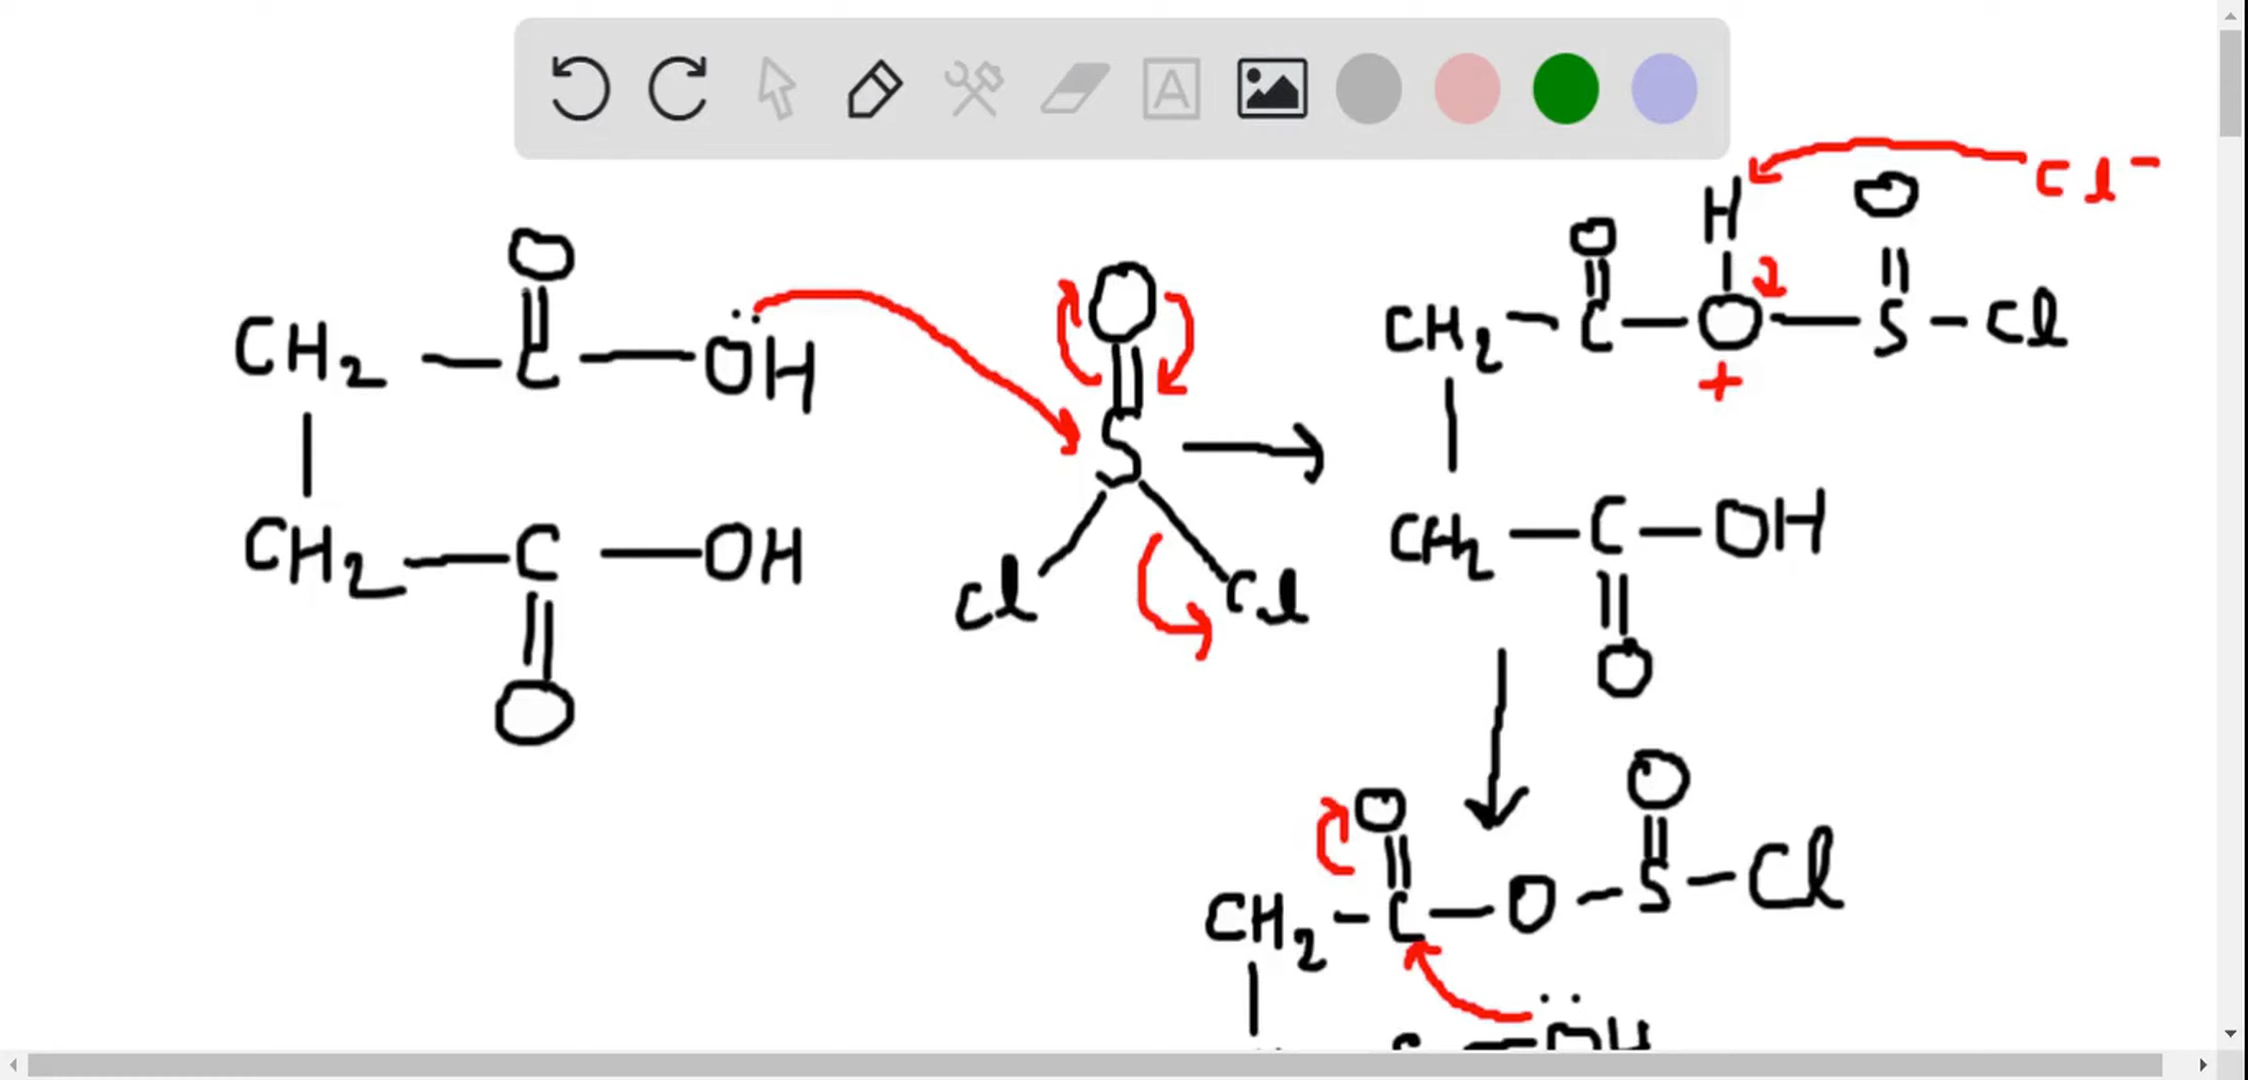 A
Cl⁻
H
O
O
CH₂ — C — O — S — Cl
+
CH₂ — C — OH
O
O
CH₂ — C — ÖH
CH₂ — C — OH
O
O
S
Cl
Cl
O
O
CH₂ - C — O - S - Cl